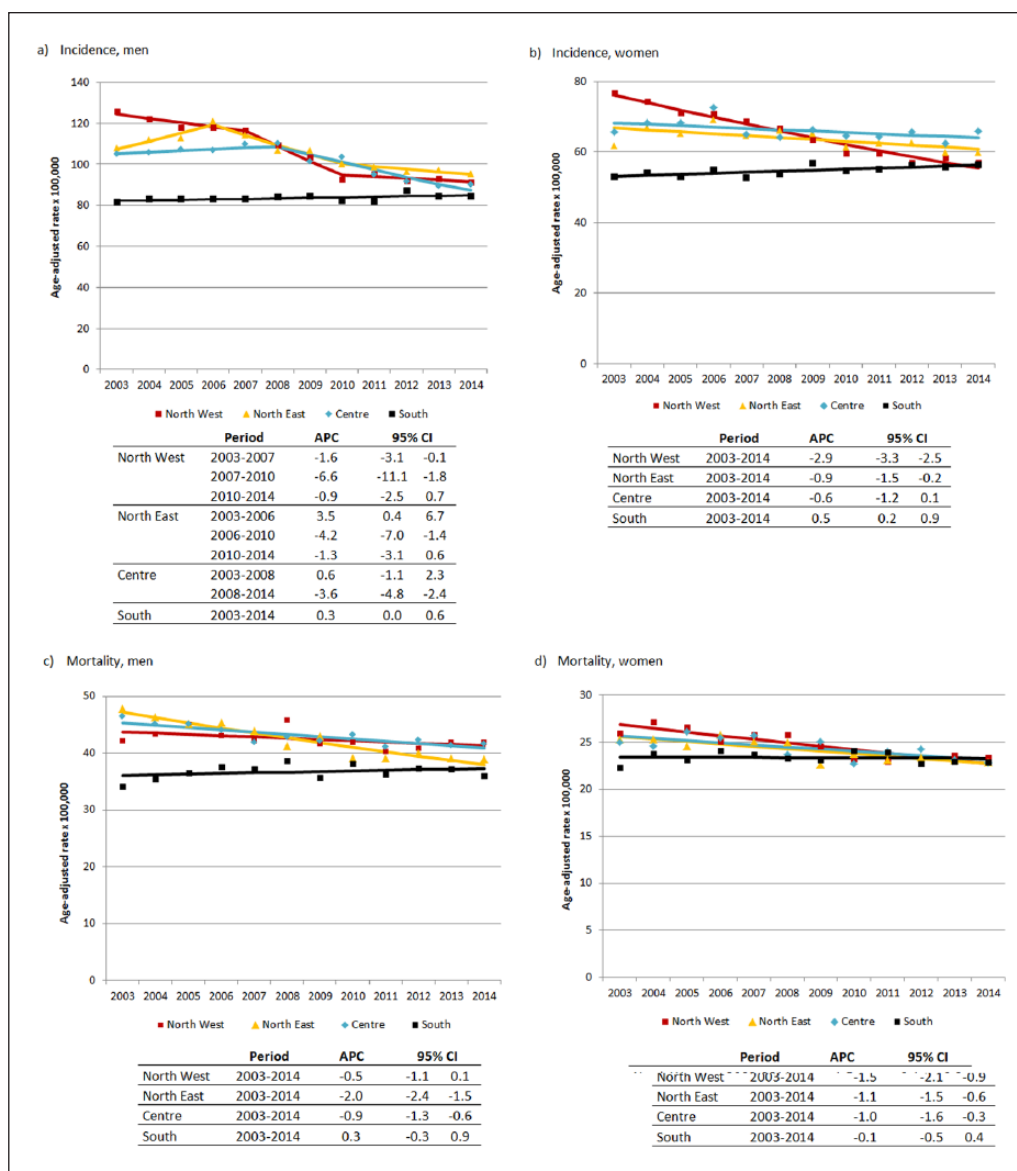 a) Incidence, men
Age-adjusted rate x 100,000
140
120
100
80
60
40
20
0
2003 2004 2005 2006 2007 2008 2009 2010 2011 2012 2013 2014
North West North East Centre South
Period APC 95% CI
North West 2003-2007 -1.6 -3.1 -0.1
2007-2010 -6.6 -11.1 -1.8
2010-2014 -0.9 -2.5 0.7
North East 2003-2006 3.5 0.4 6.7
2006-2010 -4.2 -7.0 -1.4
2010-2014 -1.3 -3.1 0.6
Centre 2003-2008 0.6 -1.1 2.3
2008-2014 -3.6 -4.8 -2.4
South 2003-2014 0.3 0.0 0.6
b) Incidence, women
Age-adjusted rate x 100,000
80
60
40
20
0
2003 2004 2005 2006 2007 2008 2009 2010 2011 2012 2013 2014
North West North East Centre South
Period APC 95% CI
North West 2003-2014 -2.9 -3.3 -2.5
North East 2003-2014 -0.9 -1.5 -0.2
Centre 2003-2014 -0.6 -1.2 0.1
South 2003-2014 0.5 0.2 0.9
c) Mortality, men
Age-adjusted rate x 100,000
50
40
30
20
10
0
2003 2004 2005 2006 2007 2008 2009 2010 2011 2012 2013 2014
North West North East Centre South
Period APC 95% CI
North West 2003-2014 -0.5 -1.1 0.1
North East 2003-2014 -2.0 -2.4 -1.5
Centre 2003-2014 -0.9 -1.3 -0.6
South 2003-2014 0.3 -0.3 0.9
d) Mortality, women
Age-adjusted rate x 100,000
30
25
20
15
10
5
0
2003 2004 2005 2006 2007 2008 2009 2010 2011 2012 2013 2014
North West North East Centre South
Period APC 95% CI
North West 2003-2014 -1.5 -2.1 -0.9
North East 2003-2014 -1.1 -1.5 -0.6
Centre 2003-2014 -1.0 -1.6 -0.3
South 2003-2014 -0.1 -0.5 0.4